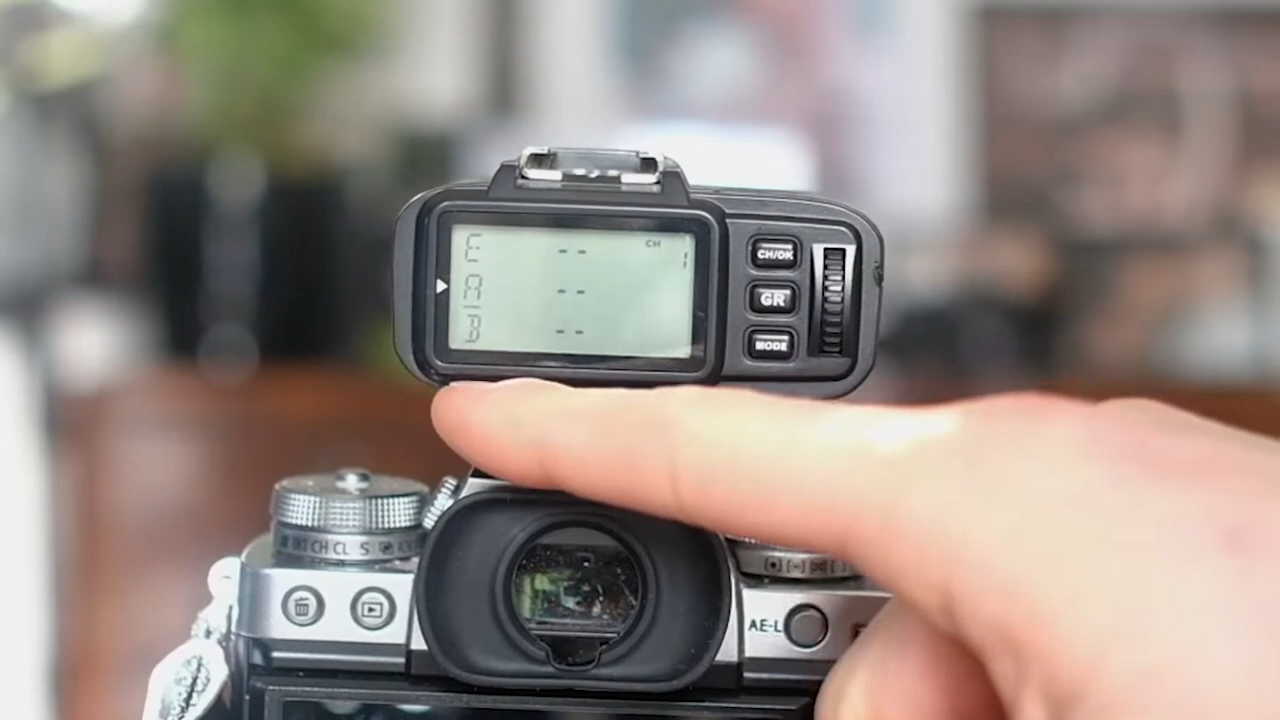 CH
1
C --
B --
A --
CH/OK
GR
MODE
CH CL S
AE-L